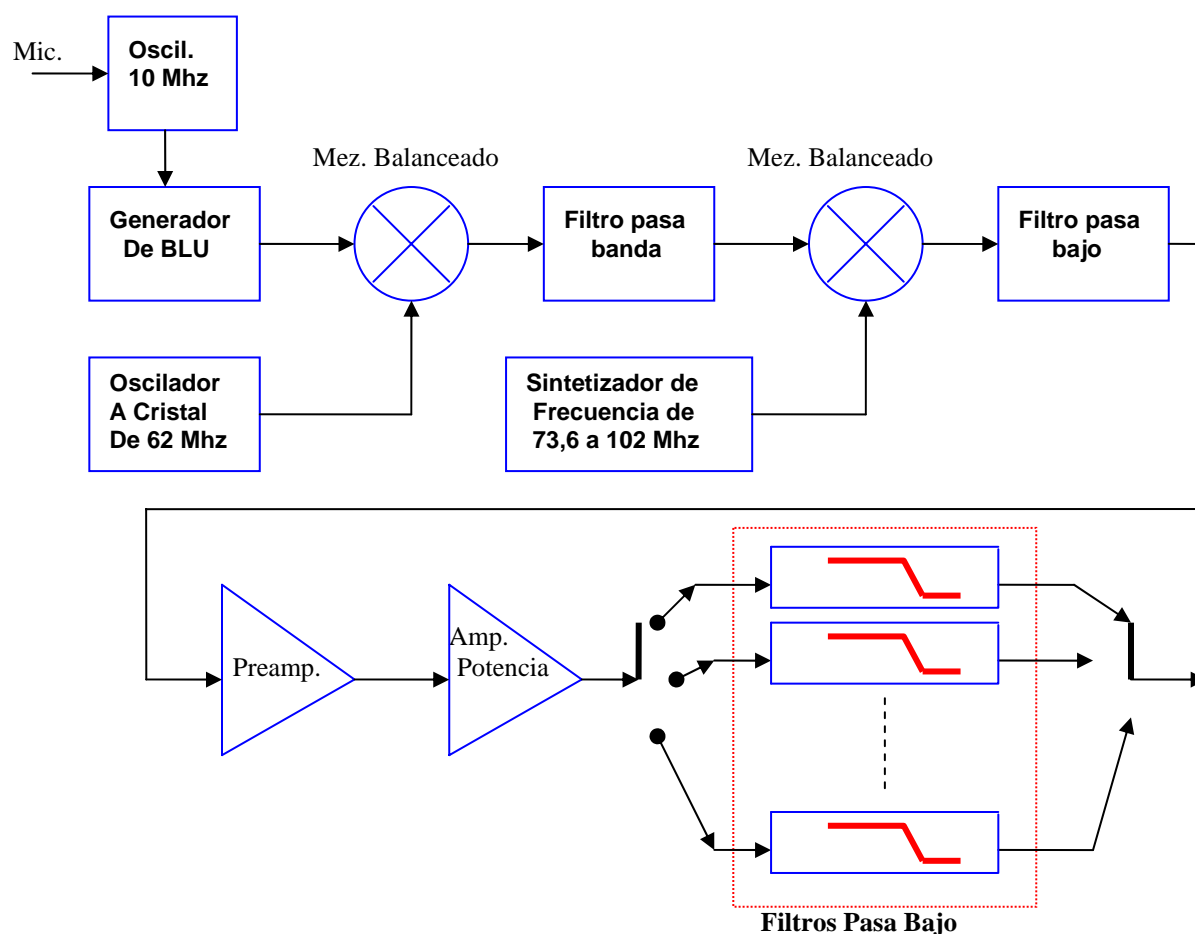 Mic.
Oscil.
10 Mhz
Mez. Balanceado
Mez. Balanceado
Generador
De BLU
Filtro pasa
banda
Filtro pasa
bajo
Oscilador
A Cristal
De 62 Mhz
Sintetizador de
Frecuencia de
73,6 a 102 Mhz
Preamp.
Amp.
Potencia
Filtros Pasa Bajo